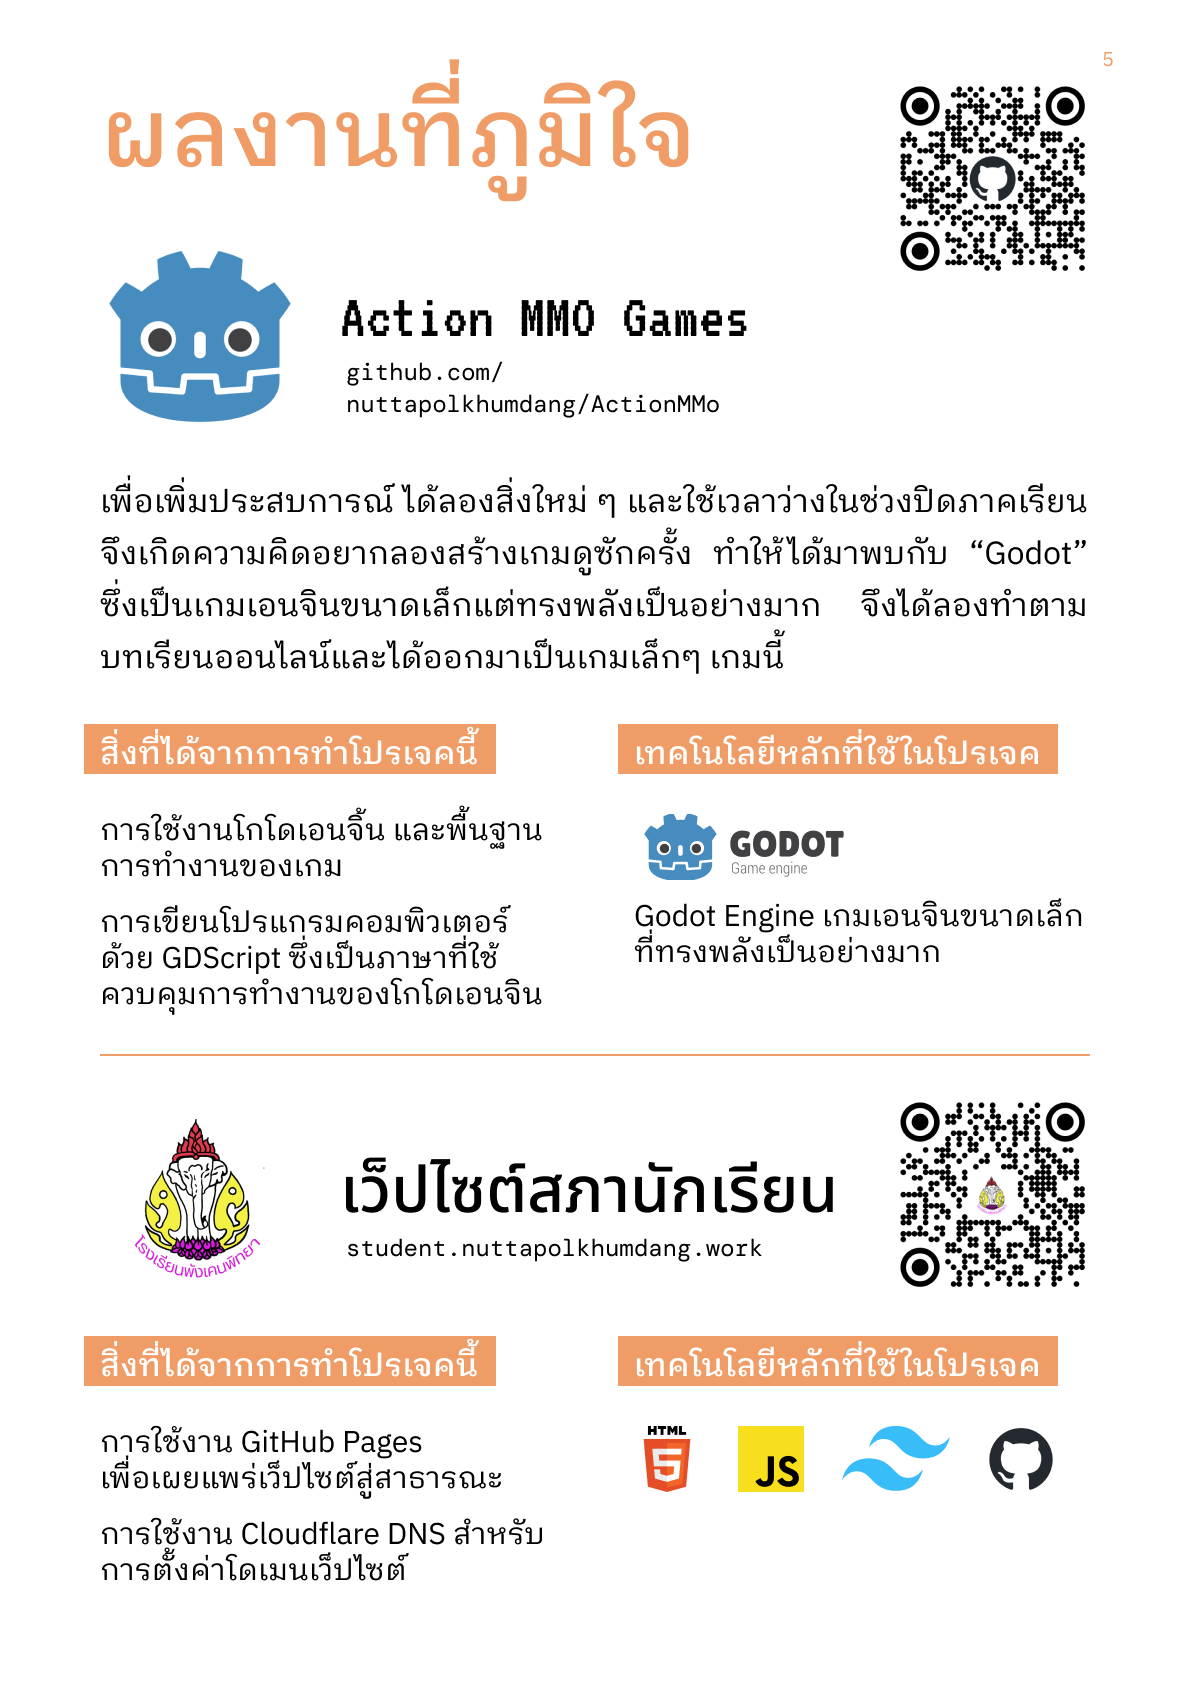 5
ผลงานที่ภูมิใจ
Action MMO Games
github.com/
nuttapolkhumdang/ActionMMo
เพื่อเพิ่มประสบการณ์ ได้ลองสิ่งใหม่ ๆ และใช้เวลาว่างในช่วงปิดภาคเรียน
จึงเกิดความคิดอยากลองสร้างเกมดูซักครั้ง ทำให้ได้มาพบกับ “Godot”
ซึ่งเป็นเกมเอนจินขนาดเล็กแต่ทรงพลังเป็นอย่างมาก จึงได้ลองทำตาม
บทเรียนออนไลน์และได้ออกมาเป็นเกมเล็กๆ เกมนี้
สิ่งที่ได้จากการทำโปรเจคนี้
การใช้งานโกโดเอนจิ้น และพื้นฐาน
การทำงานของเกม
การเขียนโปรแกรมคอมพิวเตอร์
ด้วย GDScript ซึ่งเป็นภาษาที่ใช้
ควบคุมการทำงานของโกโดเอนจิน
เทคโนโลยีหลักที่ใช้ในโปรเจค
GODOT
Game engine
Godot Engine เกมเอนจินขนาดเล็ก
ที่ทรงพลังเป็นอย่างมาก
โรงเรียนพังเคนพิทยา
เว็ปไซต์สภานักเรียน
student.nuttapolkhumdang.work
สิ่งที่ได้จากการทำโปรเจคนี้
การใช้งาน GitHub Pages
เพื่อเผยแพร่เว็ปไซต์สู่สาธารณะ
การใช้งาน Cloudflare DNS สำหรับ
การตั้งค่าโดเมนเว็ปไซต์
เทคโนโลยีหลักที่ใช้ในโปรเจค
HTML
5
JS